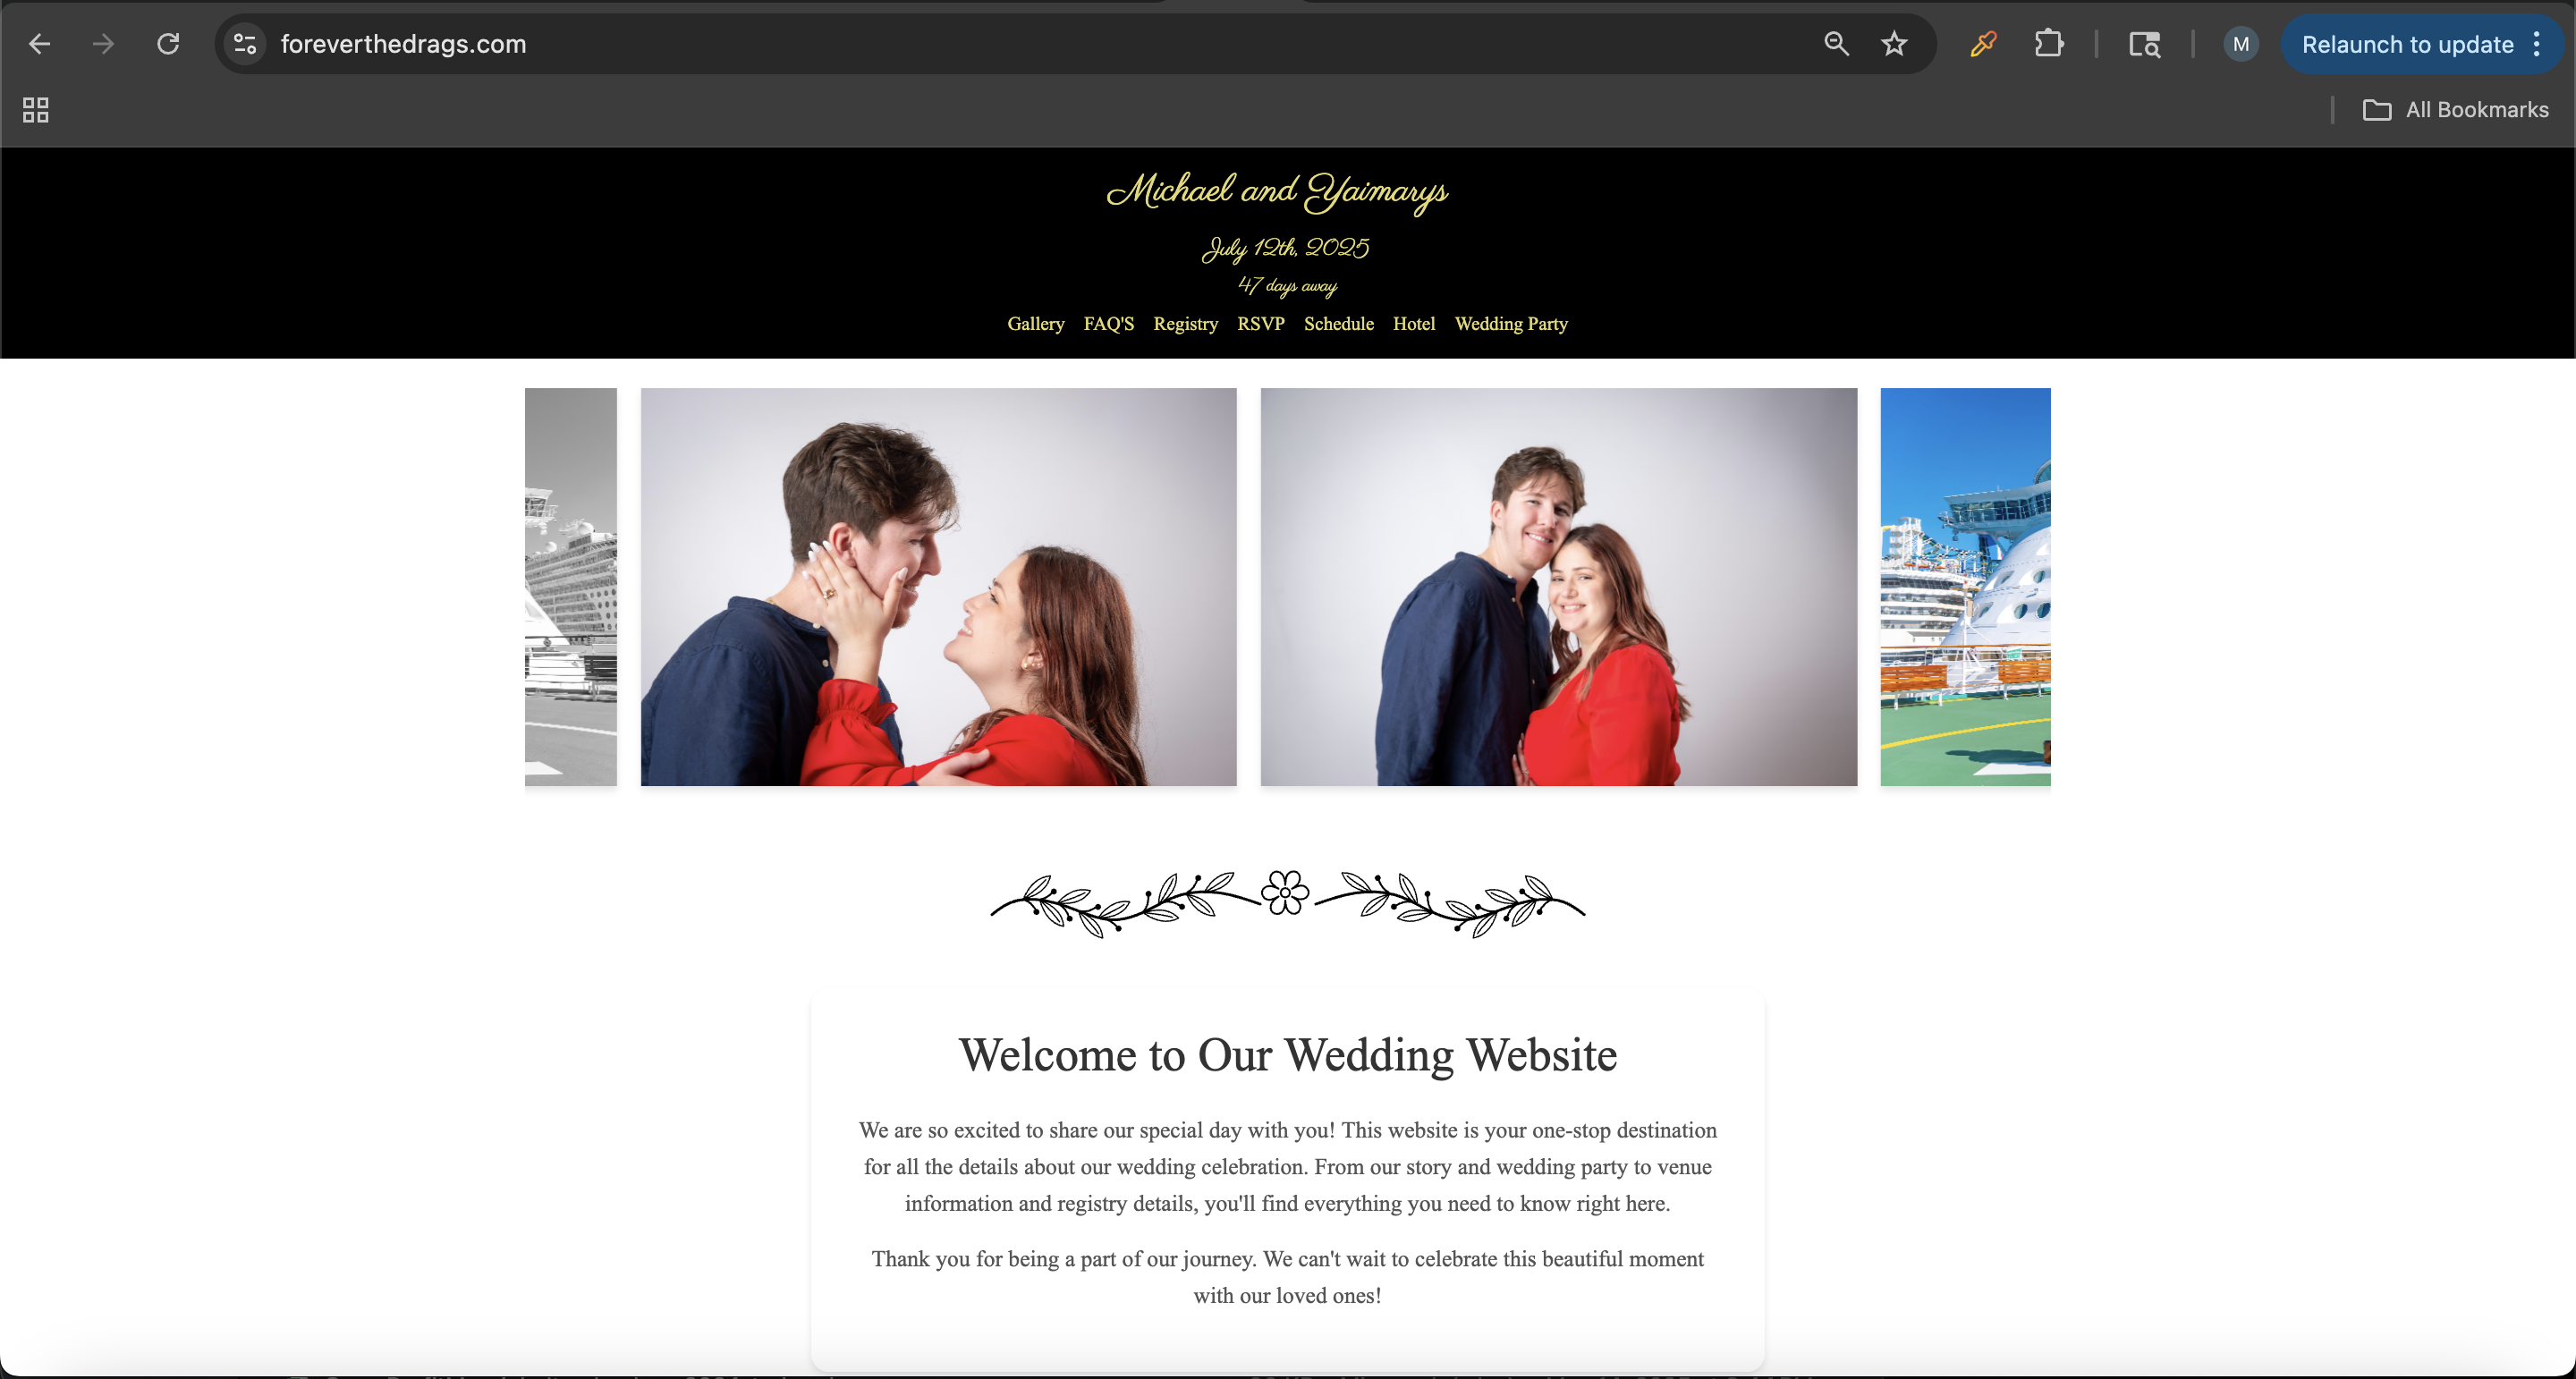 foreverthedrags.com
M
Relaunch to update
All Bookmarks
Michael and Yaimarys
July 12th, 2025
47 days away
Gallery FAQ'S Registry RSVP Schedule Hotel Wedding Party
Welcome to Our Wedding Website
We are so excited to share our special day with you! This website is your one-stop destination
for all the details about our wedding celebration. From our story and wedding party to venue
information and registry details, you'll find everything you need to know right here.
Thank you for being a part of our journey. We can't wait to celebrate this beautiful moment
with our loved ones!